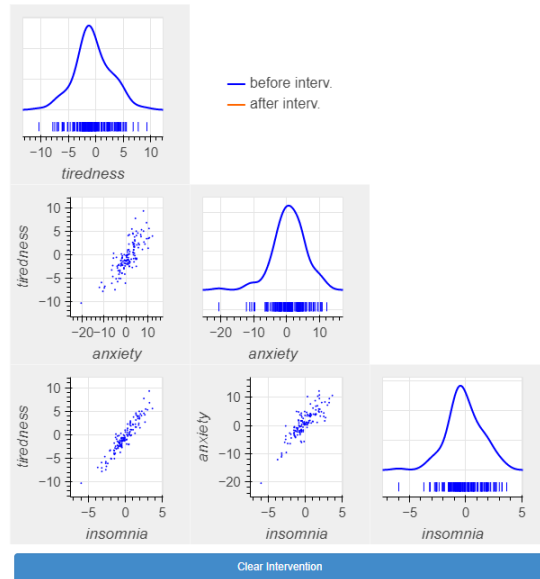 before interv.
after interv.
−10 −5 0 5 10
tiredness
10
5
0
−5
−10
tiredness
−20 −10 0 10
anxiety
−20 −10 0 10
anxiety
10
5
0
−5
−10
tiredness
−5 0 5
insomnia
10
0
−10
−20
anxiety
−5 0 5
insomnia
−5 0 5
insomnia
Clear Intervention